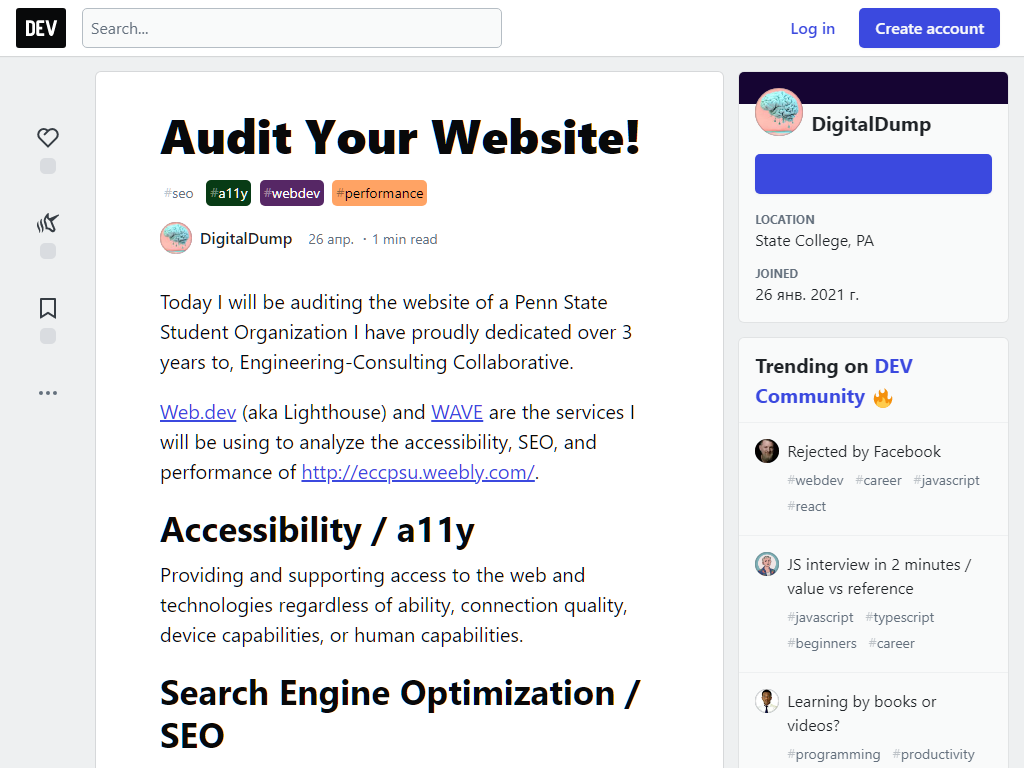 DEV
Search...
Log in
Create account
Audit Your Website!
#seo #a11y #webdev #performance
DigitalDump 26 апр. · 1 min read
Today I will be auditing the website of a Penn State
Student Organization I have proudly dedicated over 3
years to, Engineering-Consulting Collaborative.
Web.dev (aka Lighthouse) and WAVE are the services I
will be using to analyze the accessibility, SEO, and
performance of http://eccpsu.weebly.com/.
Accessibility / a11y
Providing and supporting access to the web and
technologies regardless of ability, connection quality,
device capabilities, or human capabilities.
Search Engine Optimization /
SEO
DigitalDump
LOCATION
State College, PA
JOINED
26 янв. 2021 г.
Trending on DEV
Community 🔥
Rejected by Facebook
#webdev #career #javascript
#react
JS interview in 2 minutes /
value vs reference
#javascript #typescript
#beginners #career
Learning by books or
videos?
#programming #productivity